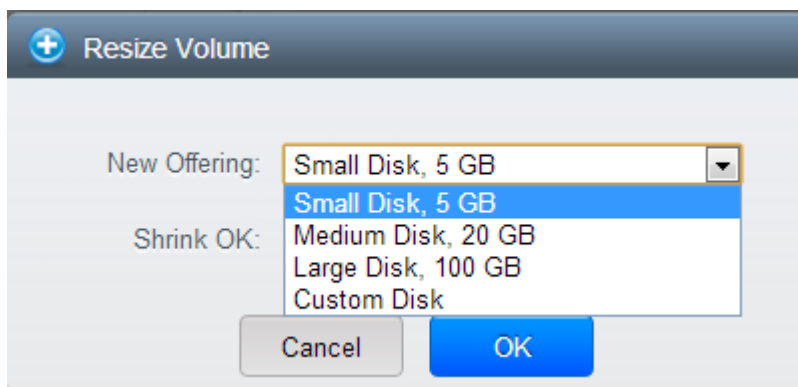 Resize Volume
New Offering: Small Disk, 5 GB
Small Disk, 5 GB
Shrink OK: Medium Disk, 20 GB
Large Disk, 100 GB
Custom Disk
Cancel OK